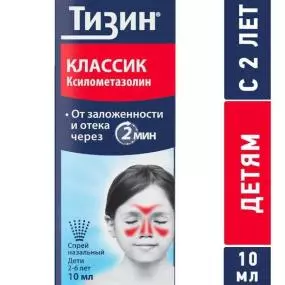 Тизин®
КЛАССИК
Ксилометазолин
• От заложенности
и отека
через 2 мин
Спрей
назальный
Дети
2-6 лет
10 мл
С 2 ЛЕТ
ДЕТЯМ
10 мл